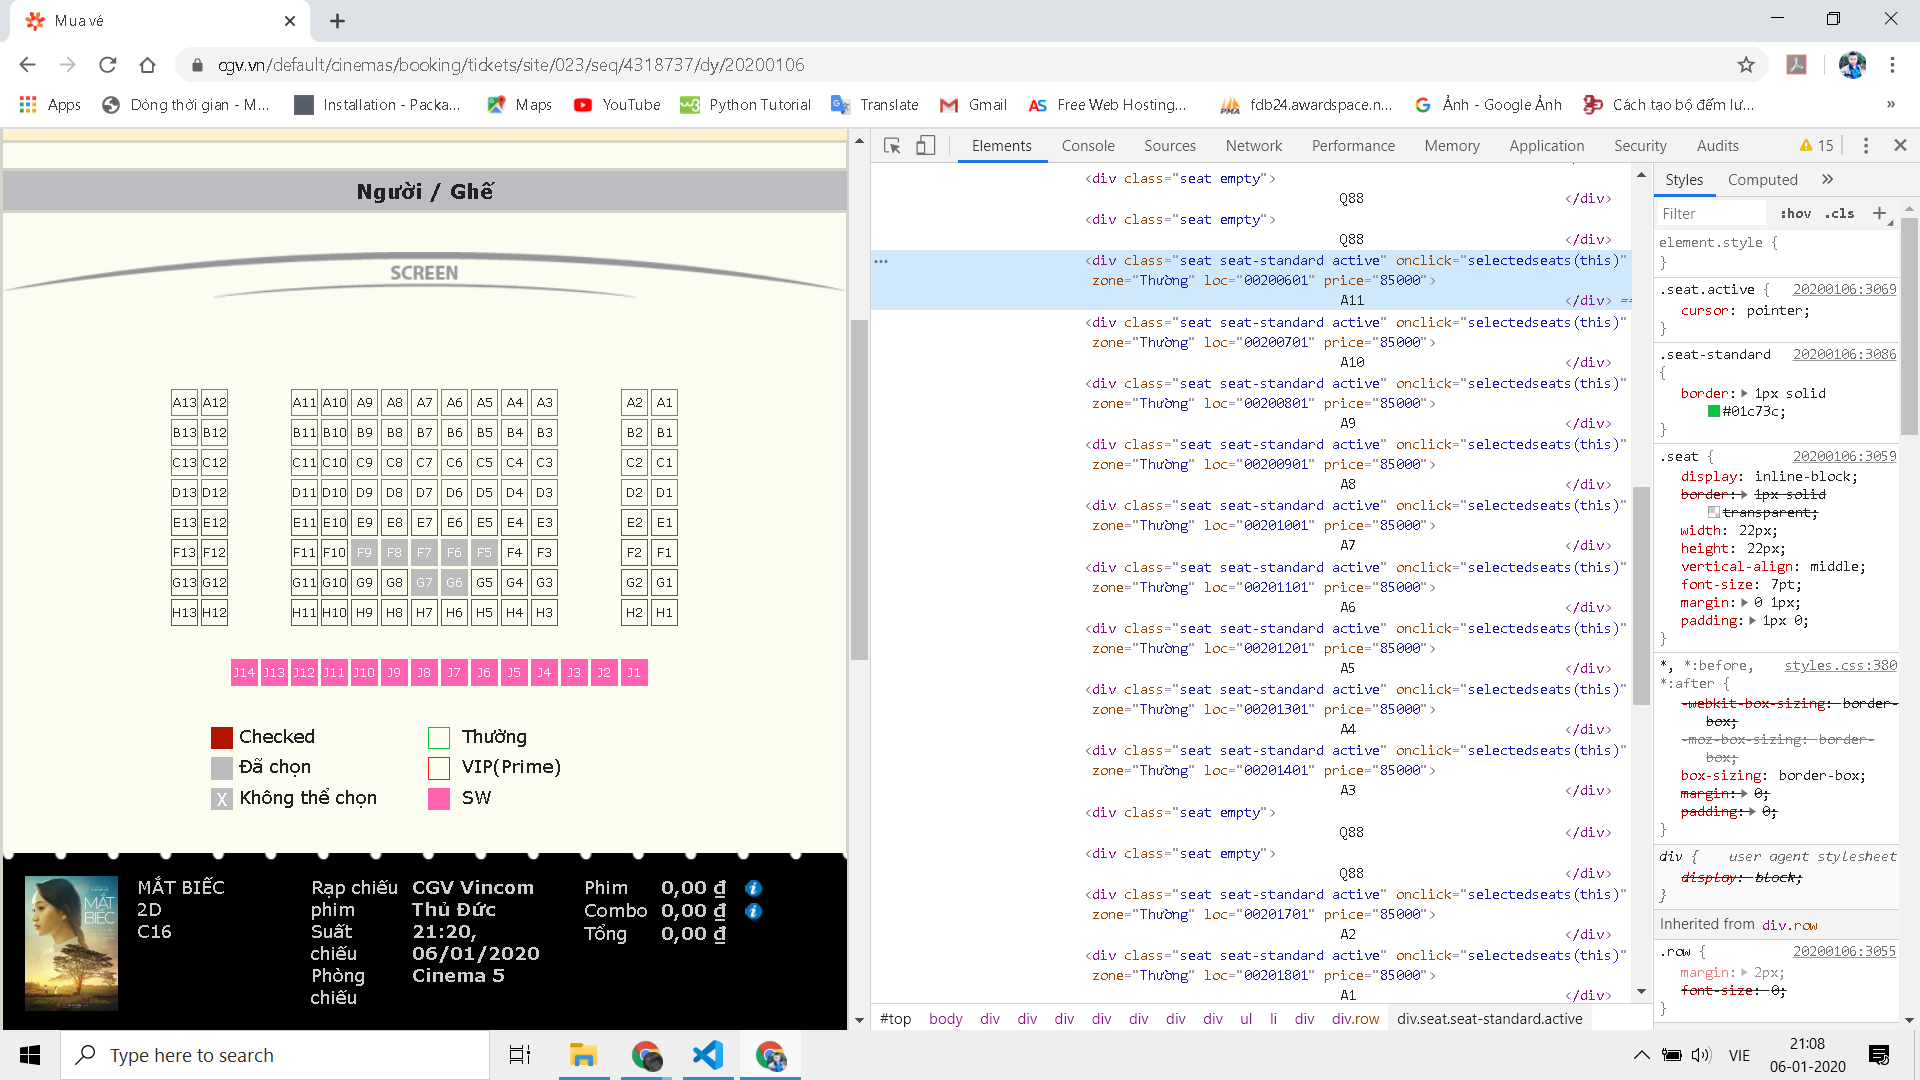 Mua vé
cgv.vn/default/cinemas/booking/tickets/site/023/seq/4318737/dy/20200106
Apps Dòng thời gian - M... Installation - Packa... Maps YouTube Python Tutorial Translate Gmail Free Web Hosting... fdb24.awardspace.n... Ảnh - Google Ảnh Cách tạo bộ đếm lư... »
Người / Ghế
SCREEN
A13 A12 A11 A10 A9 A8 A7 A6 A5 A4 A3 A2 A1
B13 B12 B11 B10 B9 B8 B7 B6 B5 B4 B3 B2 B1
C13 C12 C11 C10 C9 C8 C7 C6 C5 C4 C3 C2 C1
D13 D12 D11 D10 D9 D8 D7 D6 D5 D4 D3 D2 D1
E13 E12 E11 E10 E9 E8 E7 E6 E5 E4 E3 E2 E1
F13 F12 F11 F10 F9 F8 F7 F6 F5 F4 F3 F2 F1
G13 G12 G11 G10 G9 G8 G7 G6 G5 G4 G3 G2 G1
H13 H12 H11 H10 H9 H8 H7 H6 H5 H4 H3 H2 H1
J14 J13 J12 J11 J10 J9 J8 J7 J6 J5 J4 J3 J2 J1
Checked Thường
Đã chọn VIP(Prime)
X Không thể chọn SW
MẮT BIẾC
MẮT BIẾC
2D
C16
Rạp chiếu phim CGV Vincom Thủ Đức
Suất chiếu 21:20, 06/01/2020
Phòng chiếu Cinema 5
Phim 0,00 ₫
Combo 0,00 ₫
Tổng 0,00 ₫
Elements Console Sources Network Performance Memory Application Security Audits 15
<div class="seat empty">
Q88 </div>
<div class="seat empty">
Q88 </div>
... <div class="seat seat-standard active" onclick="selectedseats(this)"
zone="Thường" loc="00200601" price="85000">
A11 </div> ==
<div class="seat seat-standard active" onclick="selectedseats(this)"
zone="Thường" loc="00200701" price="85000">
A10 </div>
<div class="seat seat-standard active" onclick="selectedseats(this)"
zone="Thường" loc="00200801" price="85000">
A9 </div>
<div class="seat seat-standard active" onclick="selectedseats(this)"
zone="Thường" loc="00200901" price="85000">
A8 </div>
<div class="seat seat-standard active" onclick="selectedseats(this)"
zone="Thường" loc="00201001" price="85000">
A7 </div>
<div class="seat seat-standard active" onclick="selectedseats(this)"
zone="Thường" loc="00201101" price="85000">
A6 </div>
<div class="seat seat-standard active" onclick="selectedseats(this)"
zone="Thường" loc="00201201" price="85000">
A5 </div>
<div class="seat seat-standard active" onclick="selectedseats(this)"
zone="Thường" loc="00201301" price="85000">
A4 </div>
<div class="seat seat-standard active" onclick="selectedseats(this)"
zone="Thường" loc="00201401" price="85000">
A3 </div>
<div class="seat empty">
Q88 </div>
<div class="seat empty">
Q88 </div>
<div class="seat seat-standard active" onclick="selectedseats(this)"
zone="Thường" loc="00201701" price="85000">
A2 </div>
<div class="seat seat-standard active" onclick="selectedseats(this)"
zone="Thường" loc="00201801" price="85000">
A1 </div>
#top body div div div div div div div ul li div div.row div.seat.seat-standard.active
Styles Computed »
Filter :hov .cls +
element.style {
}
.seat.active { 20200106:3069
cursor: pointer;
}
.seat-standard 20200106:3086
{
border: 1px solid
#01c73c;
}
.seat { 20200106:3059
display: inline-block;
border: 1px solid
transparent;
width: 22px;
height: 22px;
vertical-align: middle;
font-size: 7pt;
margin: 0 1px;
padding: 1px 0;
}
*, *:before, styles.css:380
*:after {
-webkit-box-sizing: border-
box;
-moz-box-sizing: border-
box;
box-sizing: border-box;
margin: 0;
padding: 0;
}
div { user agent stylesheet
display: block;
}
Inherited from div.row
.row { 20200106:3055
margin: 2px;
font-size: 0;
}
Type here to search
VIE
21:08
06-01-2020